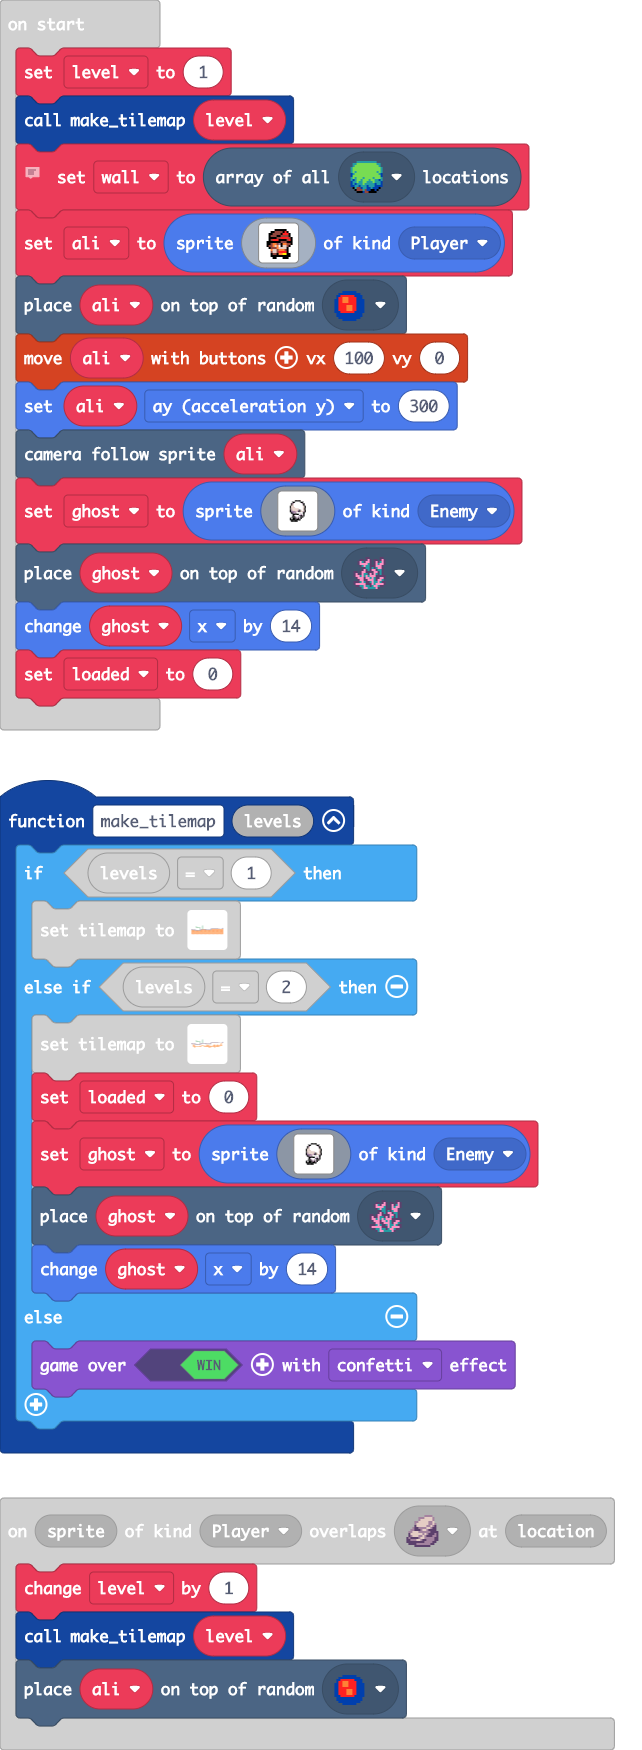 on start
set level to 1
call make_tilemap level
set wall to array of all locations
set ali to sprite of kind Player
place ali on top of random
move ali with buttons vx 100 vy 0
set ali ay (acceleration y) to 300
camera follow sprite ali
set ghost to sprite of kind Enemy
place ghost on top of random
change ghost x by 14
set loaded to 0
function make_tilemap levels
if levels = 1 then
set tilemap to
else if levels = 2 then
set tilemap to
set loaded to 0
set ghost to sprite of kind Enemy
place ghost on top of random
change ghost x by 14
else
game over WIN with confetti effect
on sprite of kind Player overlaps at location
change level by 1
call make_tilemap level
place ali on top of random